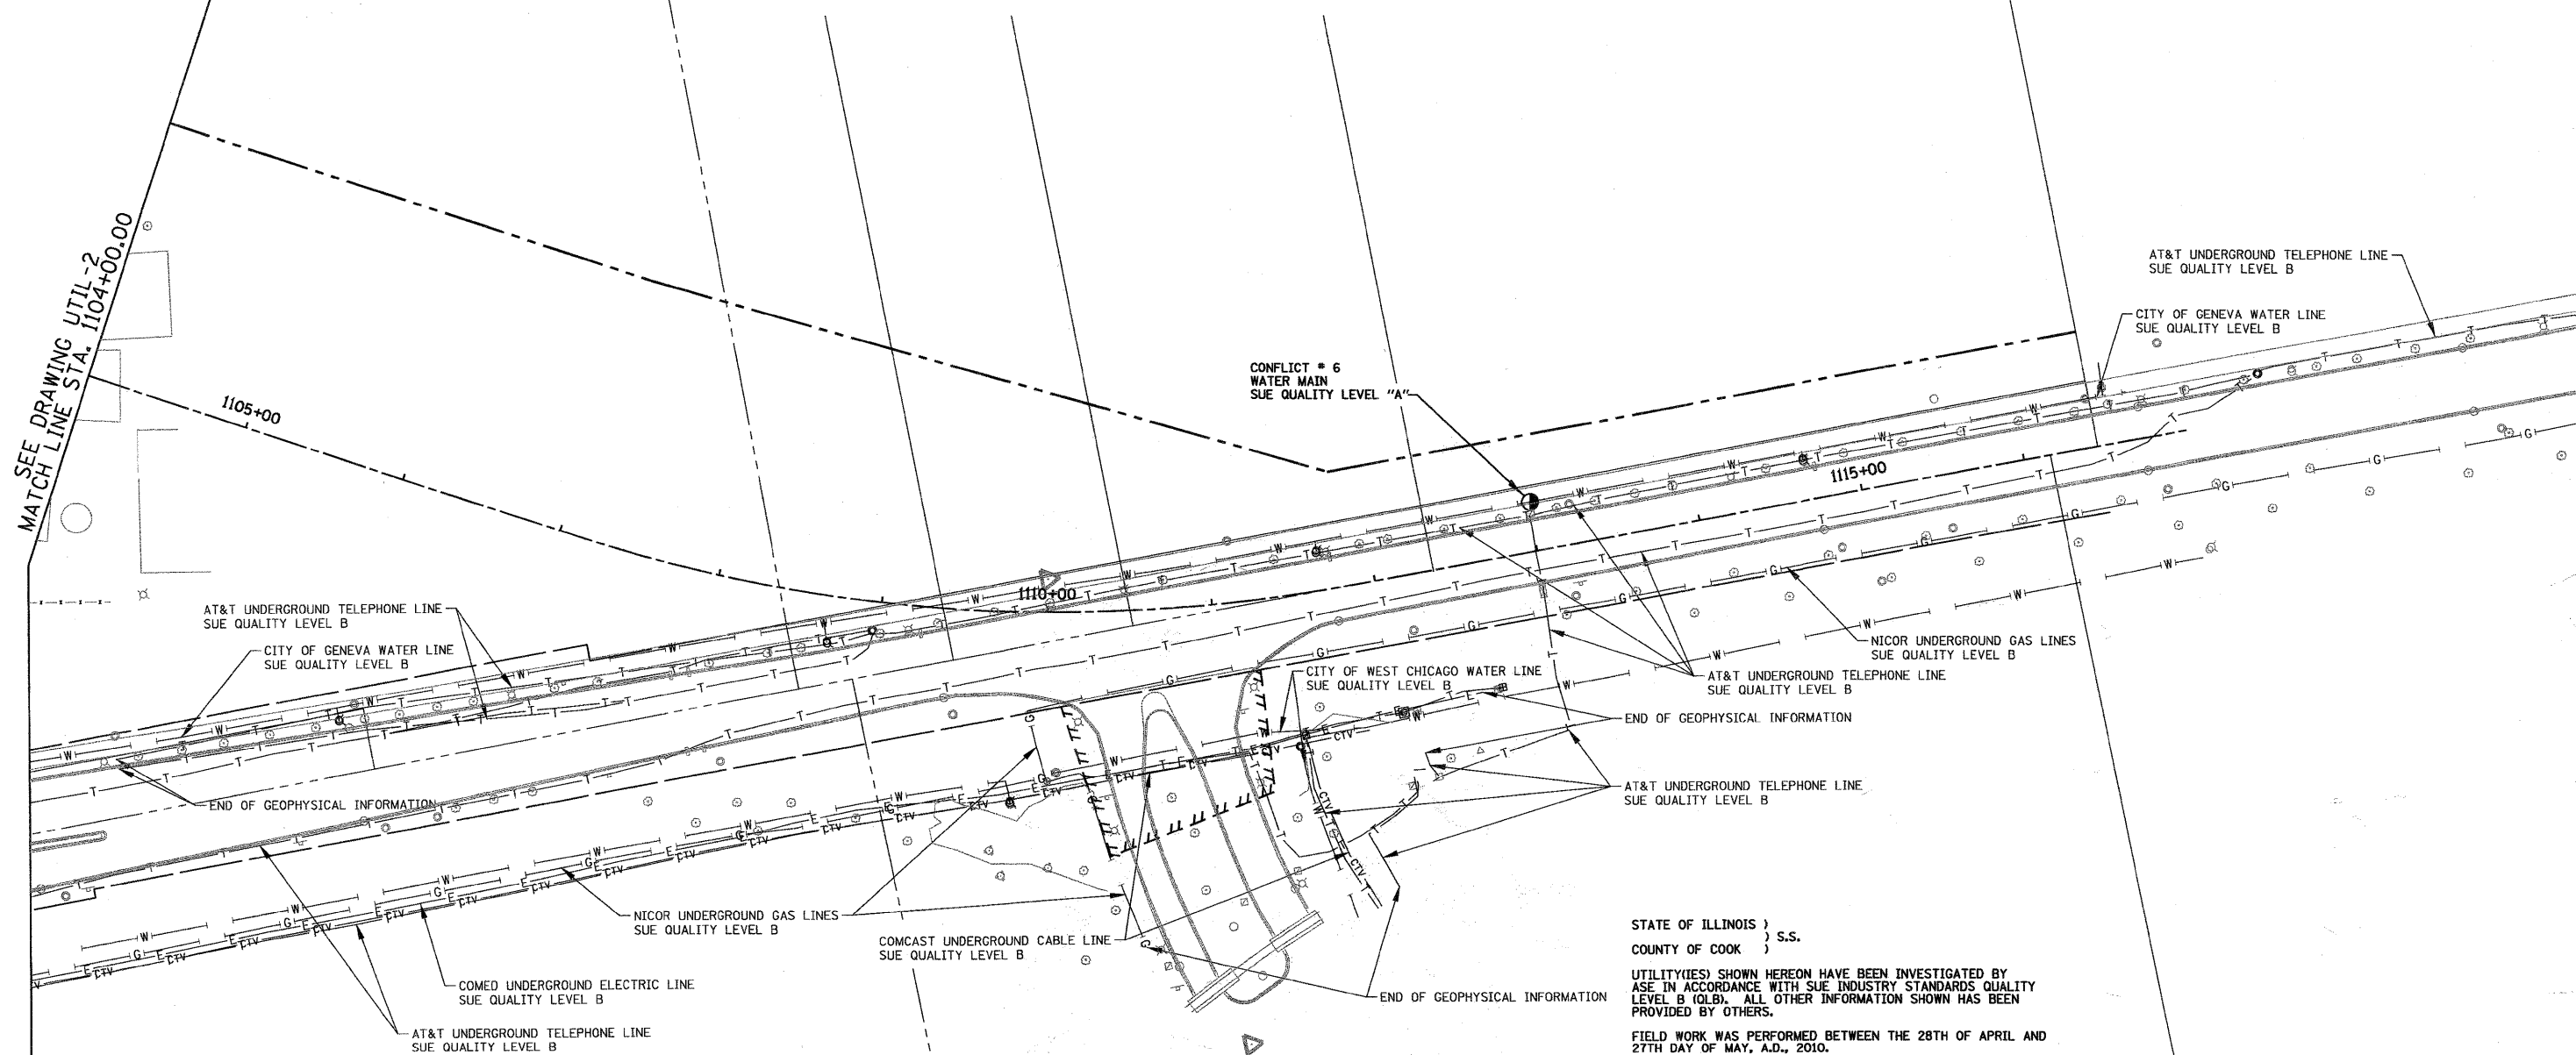 SEE DRAWING UTIL-2
MATCH LINE STA. 1104+00.00
1105+00
1110+00
1115+00
AT&T UNDERGROUND TELEPHONE LINE
SUE QUALITY LEVEL B
CITY OF GENEVA WATER LINE
SUE QUALITY LEVEL B
CONFLICT # 6
WATER MAIN
SUE QUALITY LEVEL "A"
AT&T UNDERGROUND TELEPHONE LINE
SUE QUALITY LEVEL B
CITY OF GENEVA WATER LINE
SUE QUALITY LEVEL B
END OF GEOPHYSICAL INFORMATION
CITY OF WEST CHICAGO WATER LINE
SUE QUALITY LEVEL B
NICOR UNDERGROUND GAS LINES
SUE QUALITY LEVEL B
AT&T UNDERGROUND TELEPHONE LINE
SUE QUALITY LEVEL B
END OF GEOPHYSICAL INFORMATION
AT&T UNDERGROUND TELEPHONE LINE
SUE QUALITY LEVEL B
NICOR UNDERGROUND GAS LINES
SUE QUALITY LEVEL B
COMCAST UNDERGROUND CABLE LINE
SUE QUALITY LEVEL B
COMED UNDERGROUND ELECTRIC LINE
SUE QUALITY LEVEL B
AT&T UNDERGROUND TELEPHONE LINE
SUE QUALITY LEVEL B
END OF GEOPHYSICAL INFORMATION
STATE OF ILLINOIS )
) S.S.
COUNTY OF COOK )
UTILITY(IES) SHOWN HEREON HAVE BEEN INVESTIGATED BY
ASE IN ACCORDANCE WITH SUE INDUSTRY STANDARDS QUALITY
LEVEL B (QLB). ALL OTHER INFORMATION SHOWN HAS BEEN
PROVIDED BY OTHERS.
FIELD WORK WAS PERFORMED BETWEEN THE 28TH OF APRIL AND
27TH DAY OF MAY, A.D., 2010.